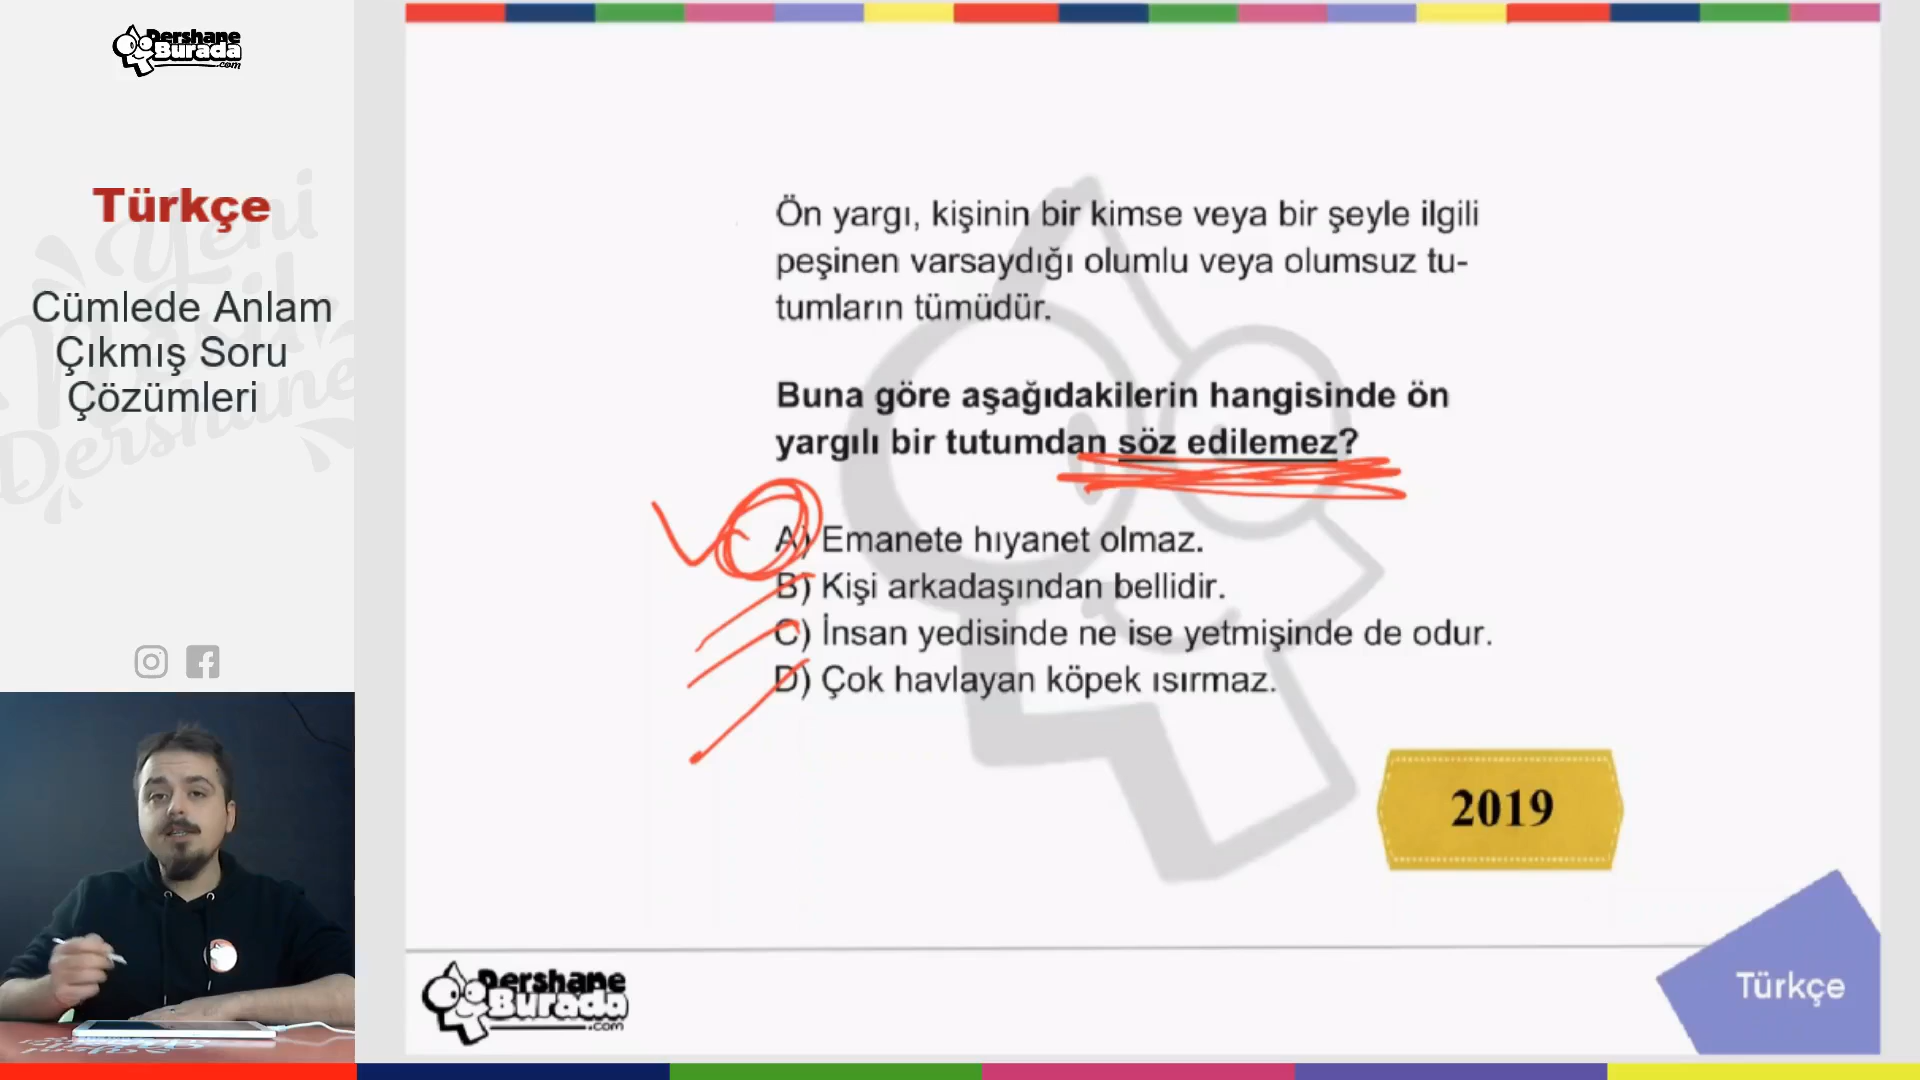 Dershane
Burada
.com
Türkçe
Cümlede Anlam
Çıkmış Soru
Çözümleri
Yeni
Nesil
Dershane
Ön yargı, kişinin bir kimse veya bir şeyle ilgili
peşinen varsaydığı olumlu veya olumsuz tu-
tumların tümüdür.
Buna göre aşağıdakilerin hangisinde ön
yargılı bir tutumdan söz edilemez?
A) Emanete hıyanet olmaz.
B) Kişi arkadaşından bellidir.
C) İnsan yedisinde ne ise yetmişinde de odur.
D) Çok havlayan köpek ısırmaz.
2019
Dershane
Burada
.com
Türkçe